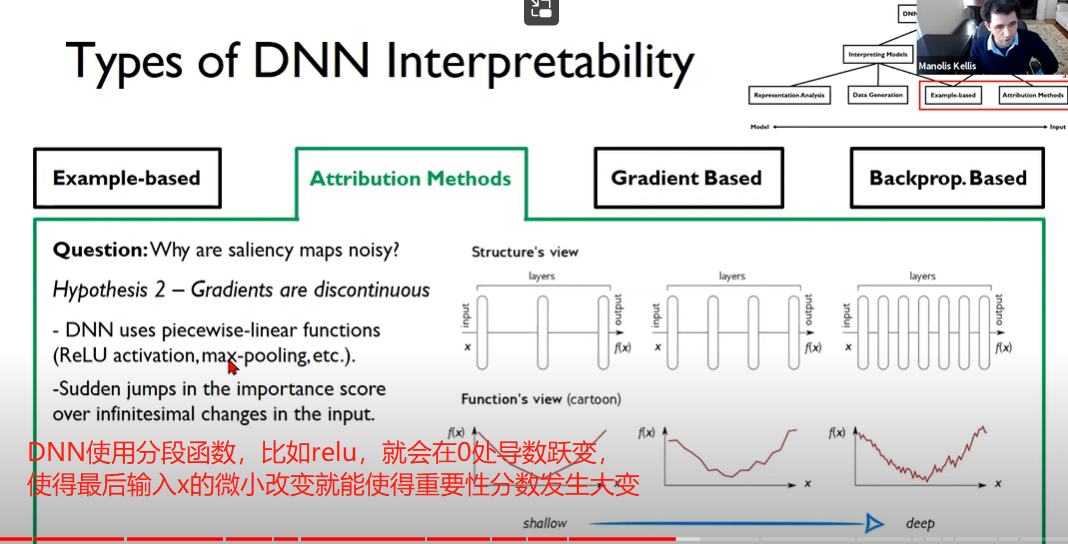 Types of DNN Interpretability
DNN
Interpreting Models
Representation Analysis
Data Generation
Example-based
Attribution Methods
Model
Input
Manolis Kellis
Example-based
Attribution Methods
Gradient Based
Backprop. Based
Question: Why are saliency maps noisy?
Hypothesis 2 – Gradients are discontinuous
- DNN uses piecewise-linear functions
(ReLU activation, max-pooling, etc.).
-Sudden jumps in the importance score
over infinitesimal changes in the input.
Structure's view
layers
input
x
output
f(x)
layers
input
x
output
f(x)
layers
input
x
output
f(x)
Function's view (cartoon)
f(x)
x
f(x)
x
f(x)
x
DNN使用分段函数，比如relu，就会在0处导数跃变，
使得最后输入x的微小改变就能使得重要性分数发生大变
shallow
deep